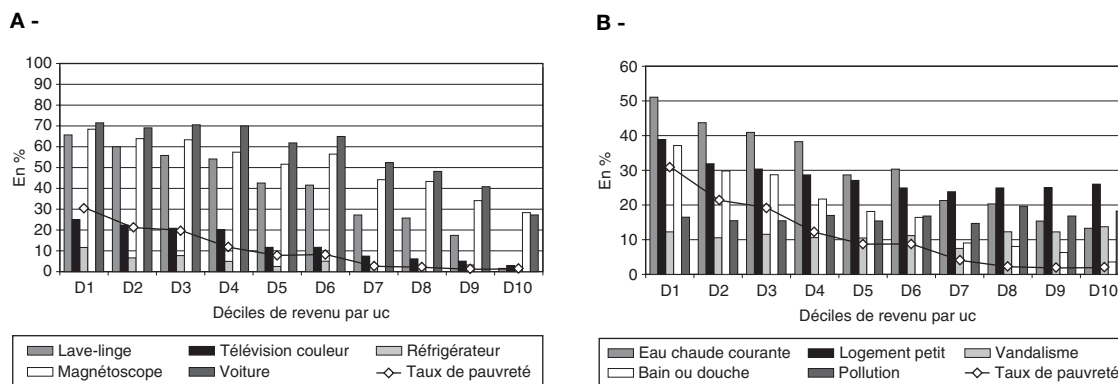 A -
100
90
80
70
60
50
40
30
20
10
0
En %
D1 D2 D3 D4 D5 D6 D7 D8 D9 D10
Déciles de revenu par uc
Lave-linge Télévision couleur Réfrigérateur
Magnétoscope Voiture Taux de pauvreté
B -
60
50
40
30
20
10
0
En %
D1 D2 D3 D4 D5 D6 D7 D8 D9 D10
Déciles de revenu par uc
Eau chaude courante Logement petit Vandalisme
Bain ou douche Pollution Taux de pauvreté